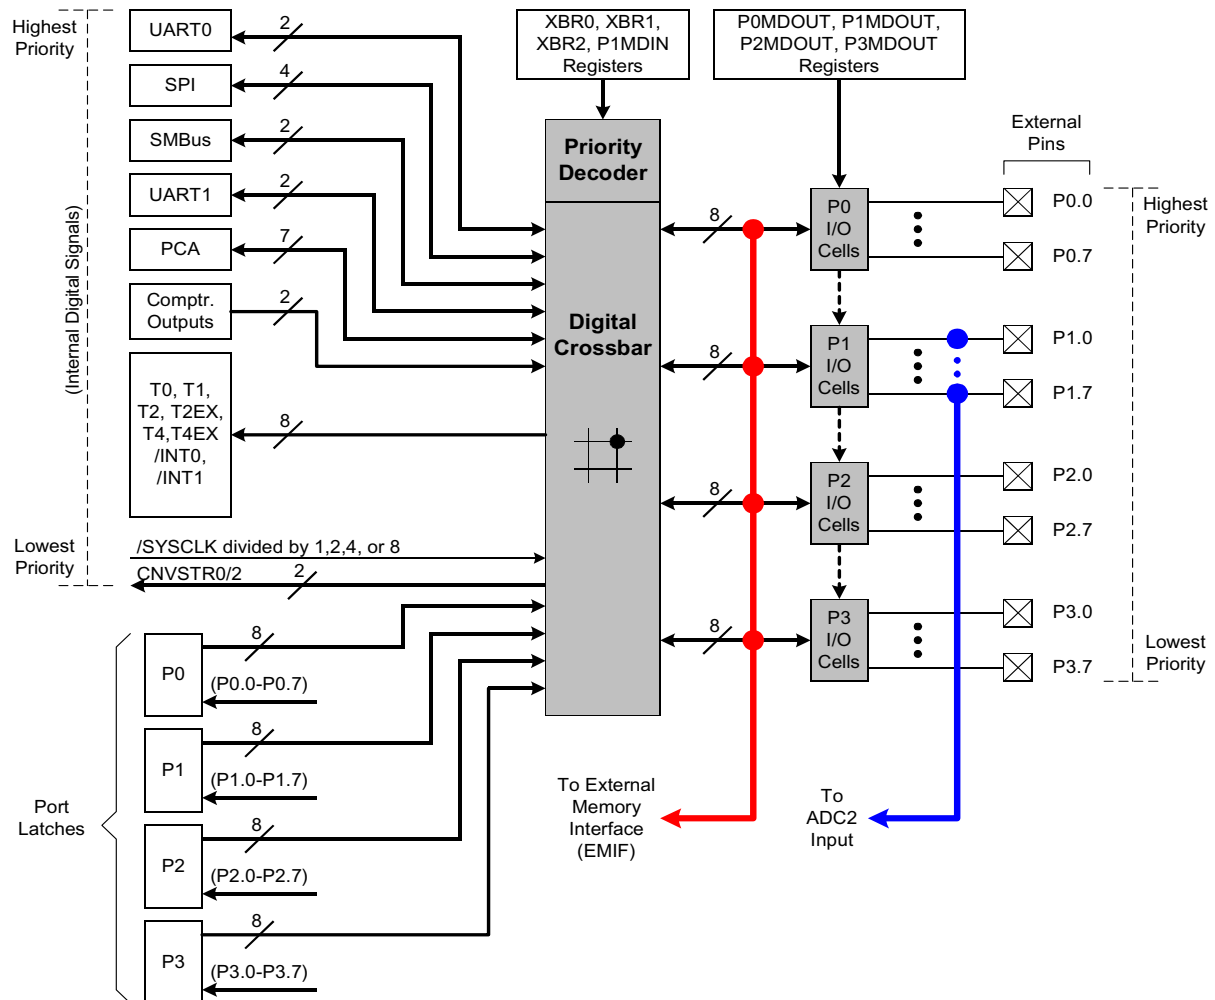 Highest
Priority
(Internal Digital Signals)
Lowest
Priority
UART0
2
SPI
4
SMBus
2
UART1
2
PCA
7
Comptr.
Outputs
2
T0, T1,
T2, T2EX,
T4,T4EX
/INT0,
/INT1
8
/SYSCLK divided by 1,2,4, or 8
CNVSTR0/2
2
Port
Latches
P0
8
(P0.0-P0.7)
P1
8
(P1.0-P1.7)
P2
8
(P2.0-P2.7)
P3
8
(P3.0-P3.7)
XBR0, XBR1,
XBR2, P1MDIN
Registers
Priority
Decoder
Digital
Crossbar
P0MDOUT, P1MDOUT,
P2MDOUT, P3MDOUT
Registers
8
P0
I/O
Cells
8
P1
I/O
Cells
8
P2
I/O
Cells
8
P3
I/O
Cells
To External
Memory
Interface
(EMIF)
To
ADC2
Input
External
Pins
P0.0
P0.7
P1.0
P1.7
P2.0
P2.7
P3.0
P3.7
Highest
Priority
Lowest
Priority